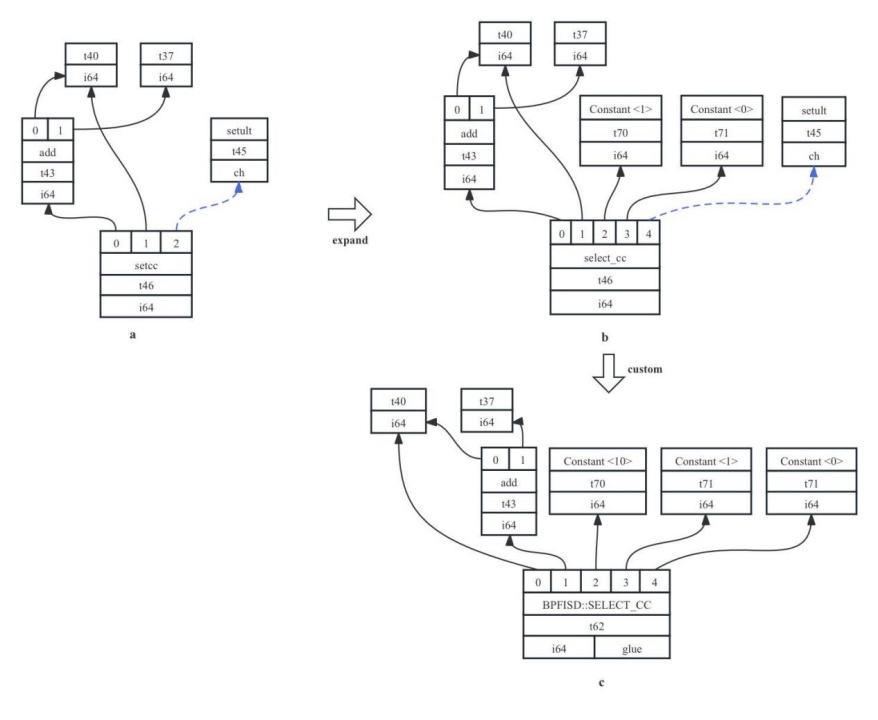 t40
i64
t37
i64
0 1
add
t43
i64
setult
t45
ch
0 1 2
setcc
t46
i64
a
expand
t40
i64
t37
i64
0 1
add
t43
i64
Constant <1>
t70
i64
Constant <0>
t71
i64
setult
t45
ch
0 1 2 3 4
select_cc
t46
i64
b
custom
t40
i64
t37
i64
0 1
add
t43
i64
Constant <10>
t70
i64
Constant <1>
t71
i64
Constant <0>
t71
i64
0 1 2 3 4
BPFISD::SELECT_CC
t62
i64 glue
c